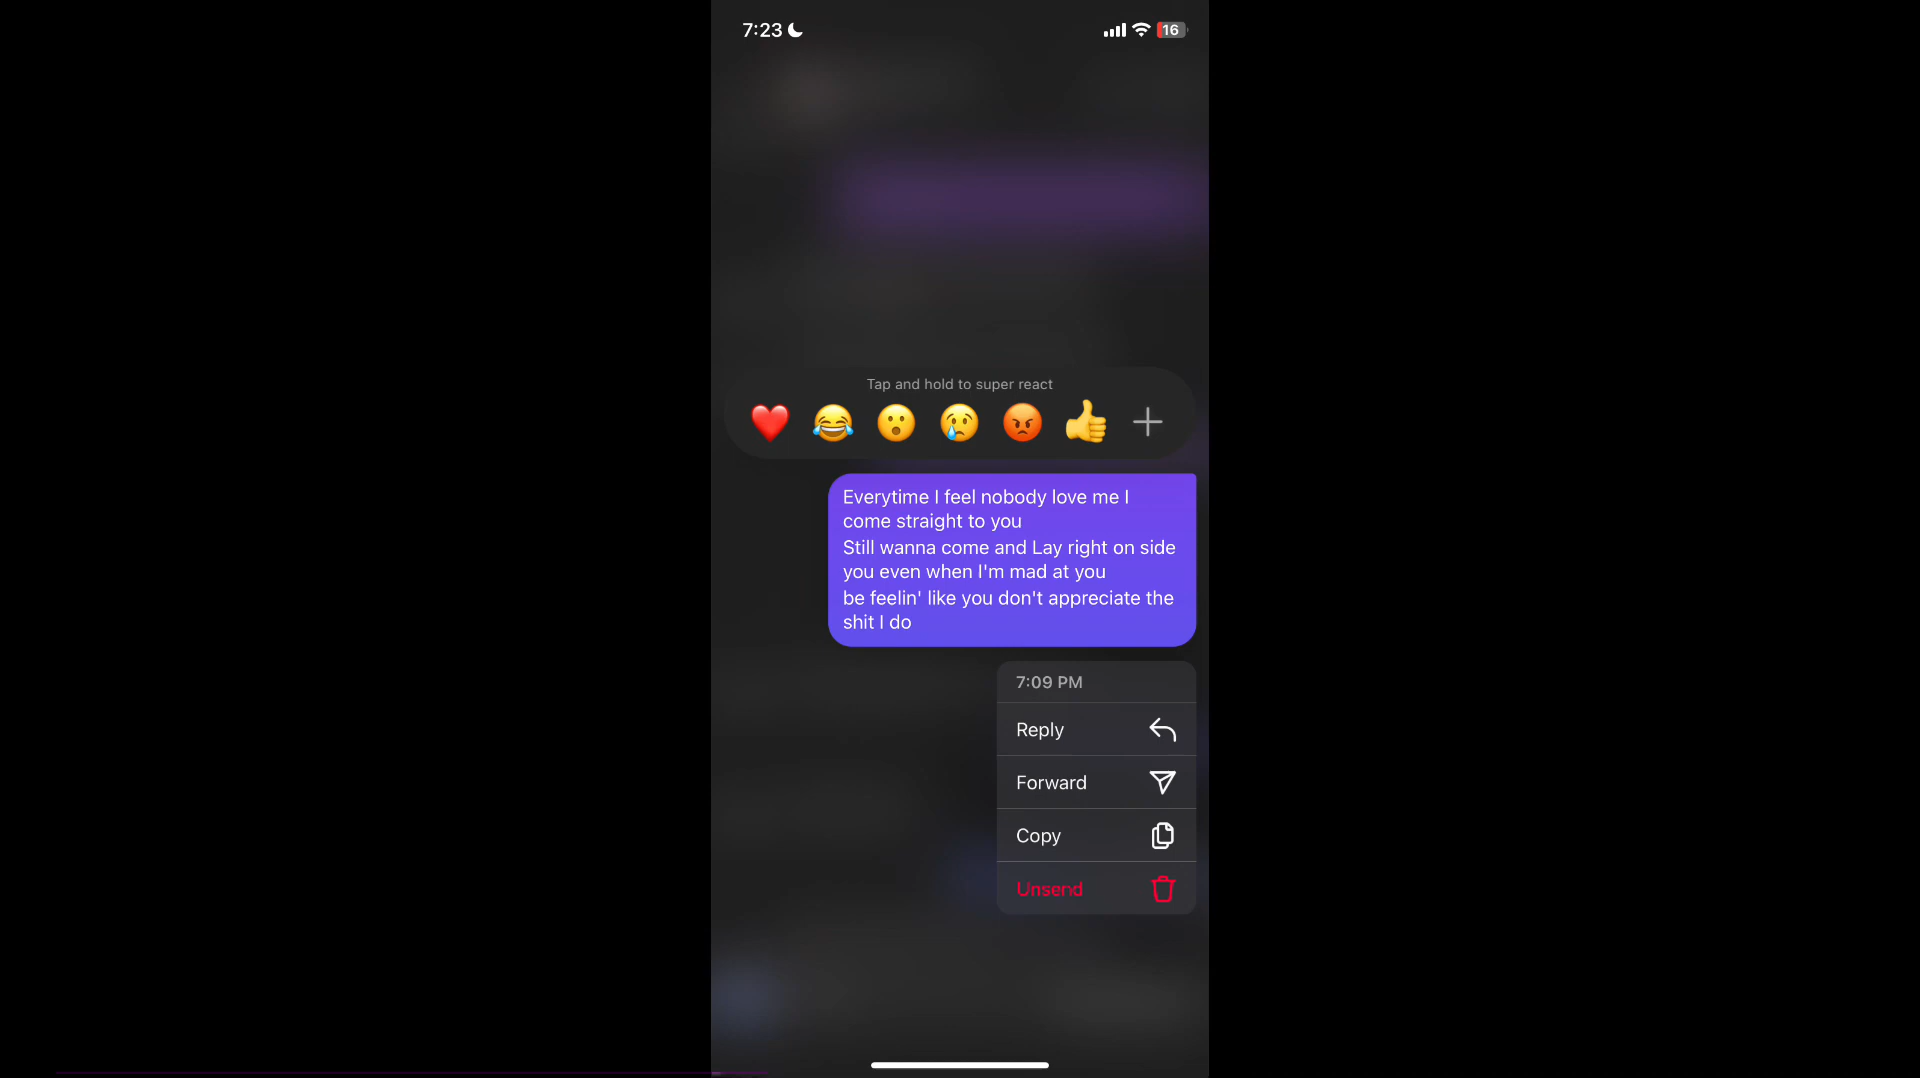 7:23
16
Tap and hold to super react
Everytime I feel nobody love me I
come straight to you
Still wanna come and Lay right on side
you even when I'm mad at you
be feelin' like you don't appreciate the
shit I do
7:09 PM
Reply
Forward
Copy
Unsend